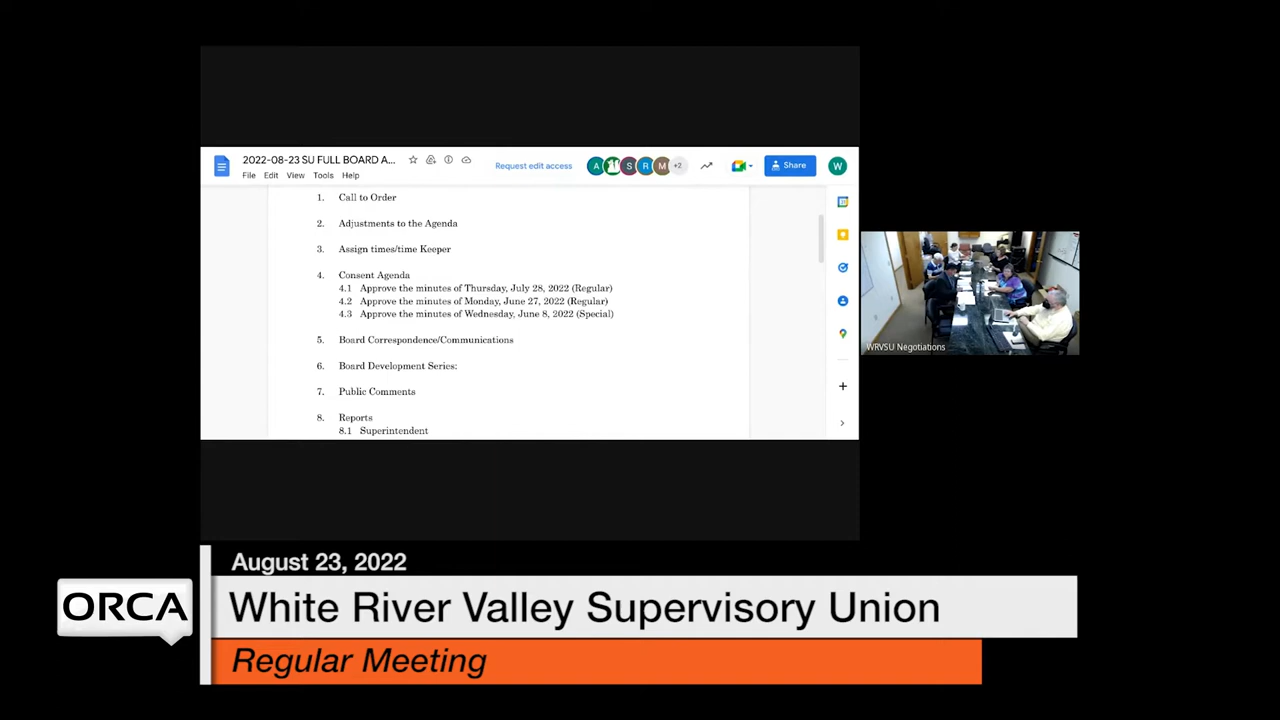 2022-08-23 SU FULL BOARD A...
File Edit View Tools Help
Request edit access
A S R M +2
Share
W
1. Call to Order
2. Adjustments to the Agenda
3. Assign times/time Keeper
4. Consent Agenda
4.1 Approve the minutes of Thursday, July 28, 2022 (Regular)
4.2 Approve the minutes of Monday, June 27, 2022 (Regular)
4.3 Approve the minutes of Wednesday, June 8, 2022 (Special)
5. Board Correspondence/Communications
6. Board Development Series:
7. Public Comments
8. Reports
8.1 Superintendent
WRVSU Negotiations
August 23, 2022
ORCA
White River Valley Supervisory Union
Regular Meeting